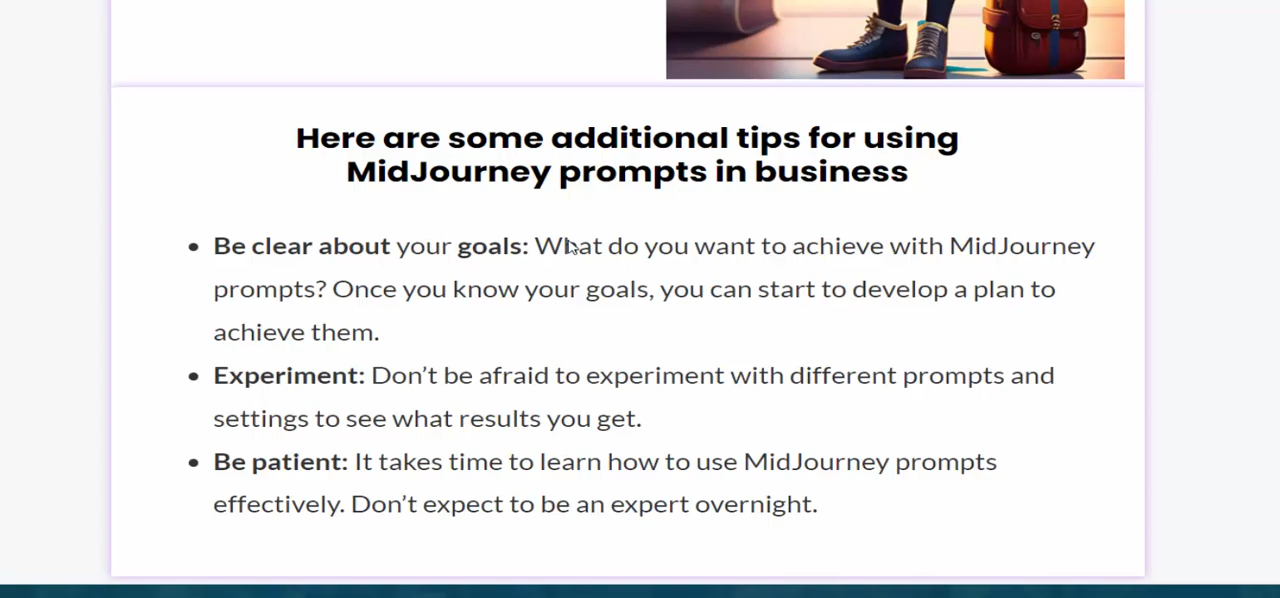 Here are some additional tips for using
MidJourney prompts in business
Be clear about your goals: What do you want to achieve with MidJourney
prompts? Once you know your goals, you can start to develop a plan to
achieve them.
Experiment: Don’t be afraid to experiment with different prompts and
settings to see what results you get.
Be patient: It takes time to learn how to use MidJourney prompts
effectively. Don’t expect to be an expert overnight.